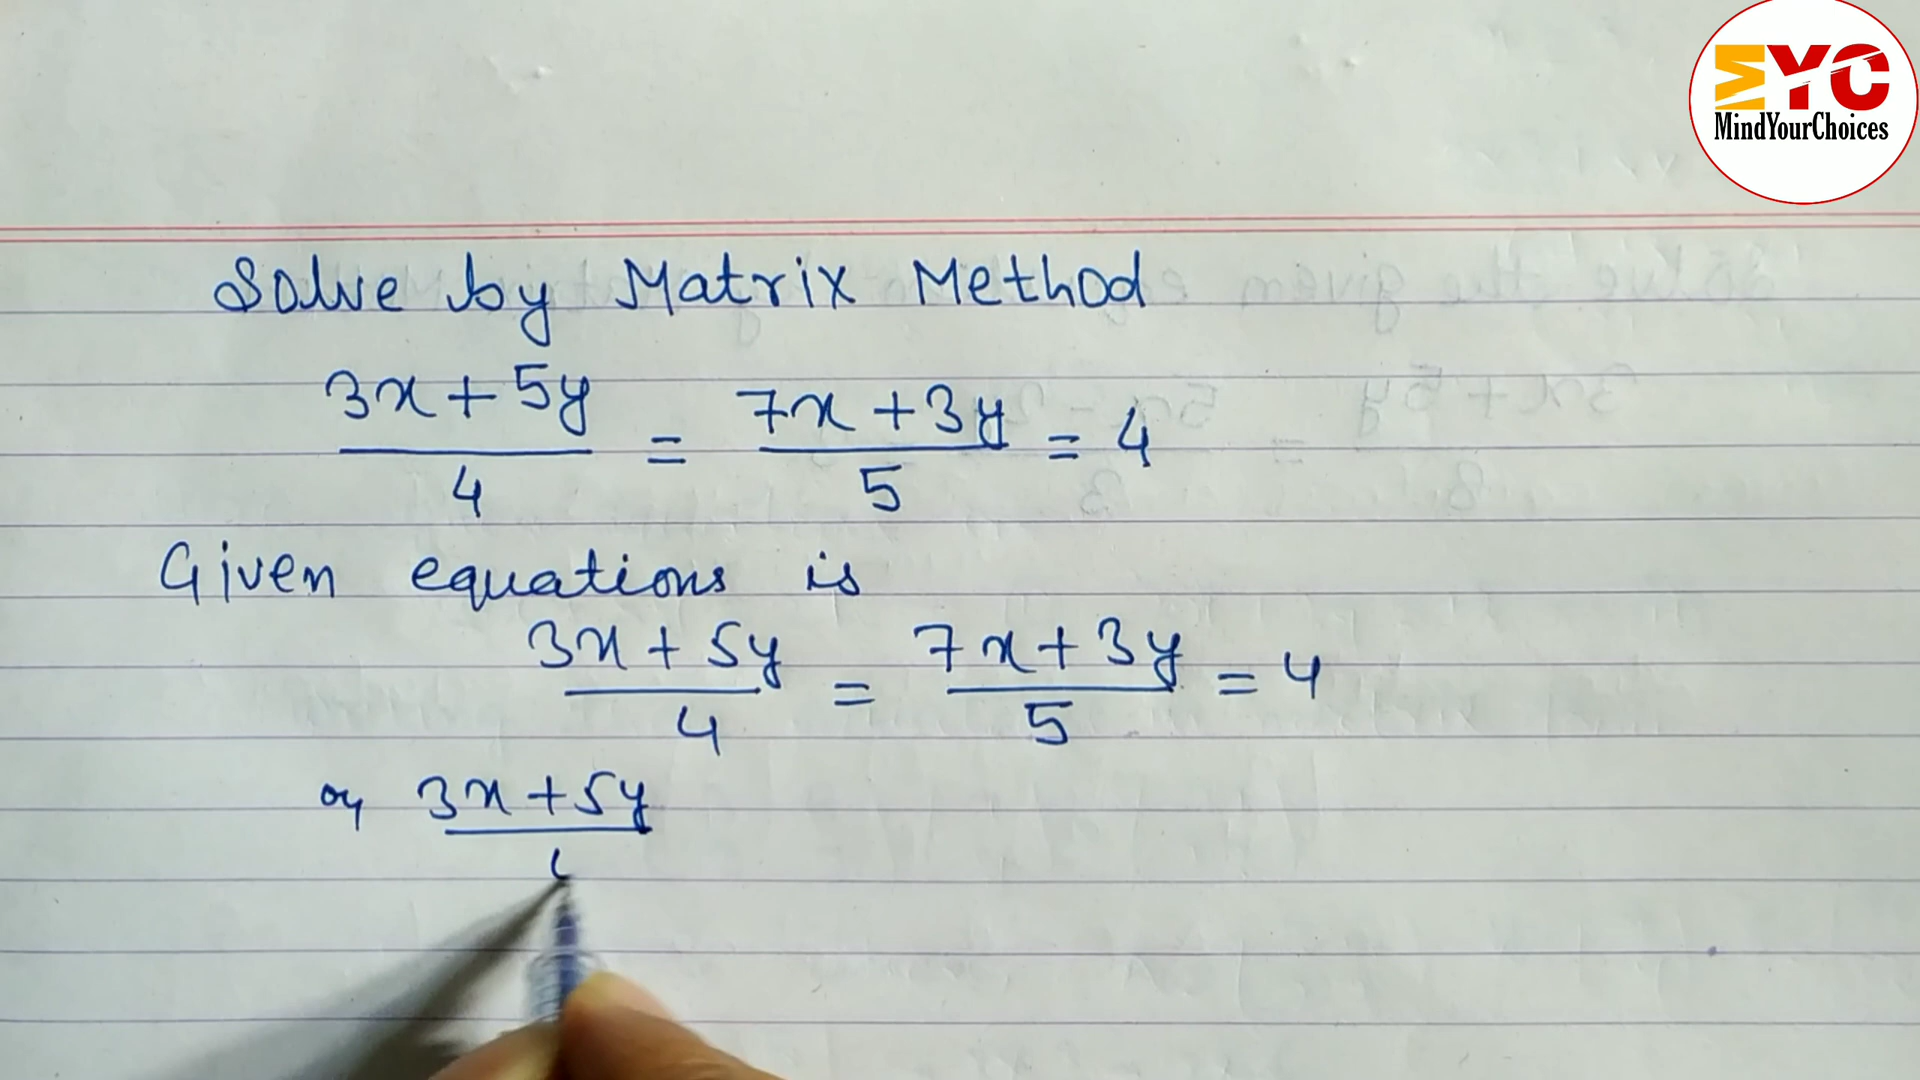 MYC
MindYourChoices
Solve by Matrix Method
3x + 5y / 4 = 7x + 3y / 5 = 4
Given equations is
3x + 5y / 4 = 7x + 3y / 5 = 4
or 3x + 5y